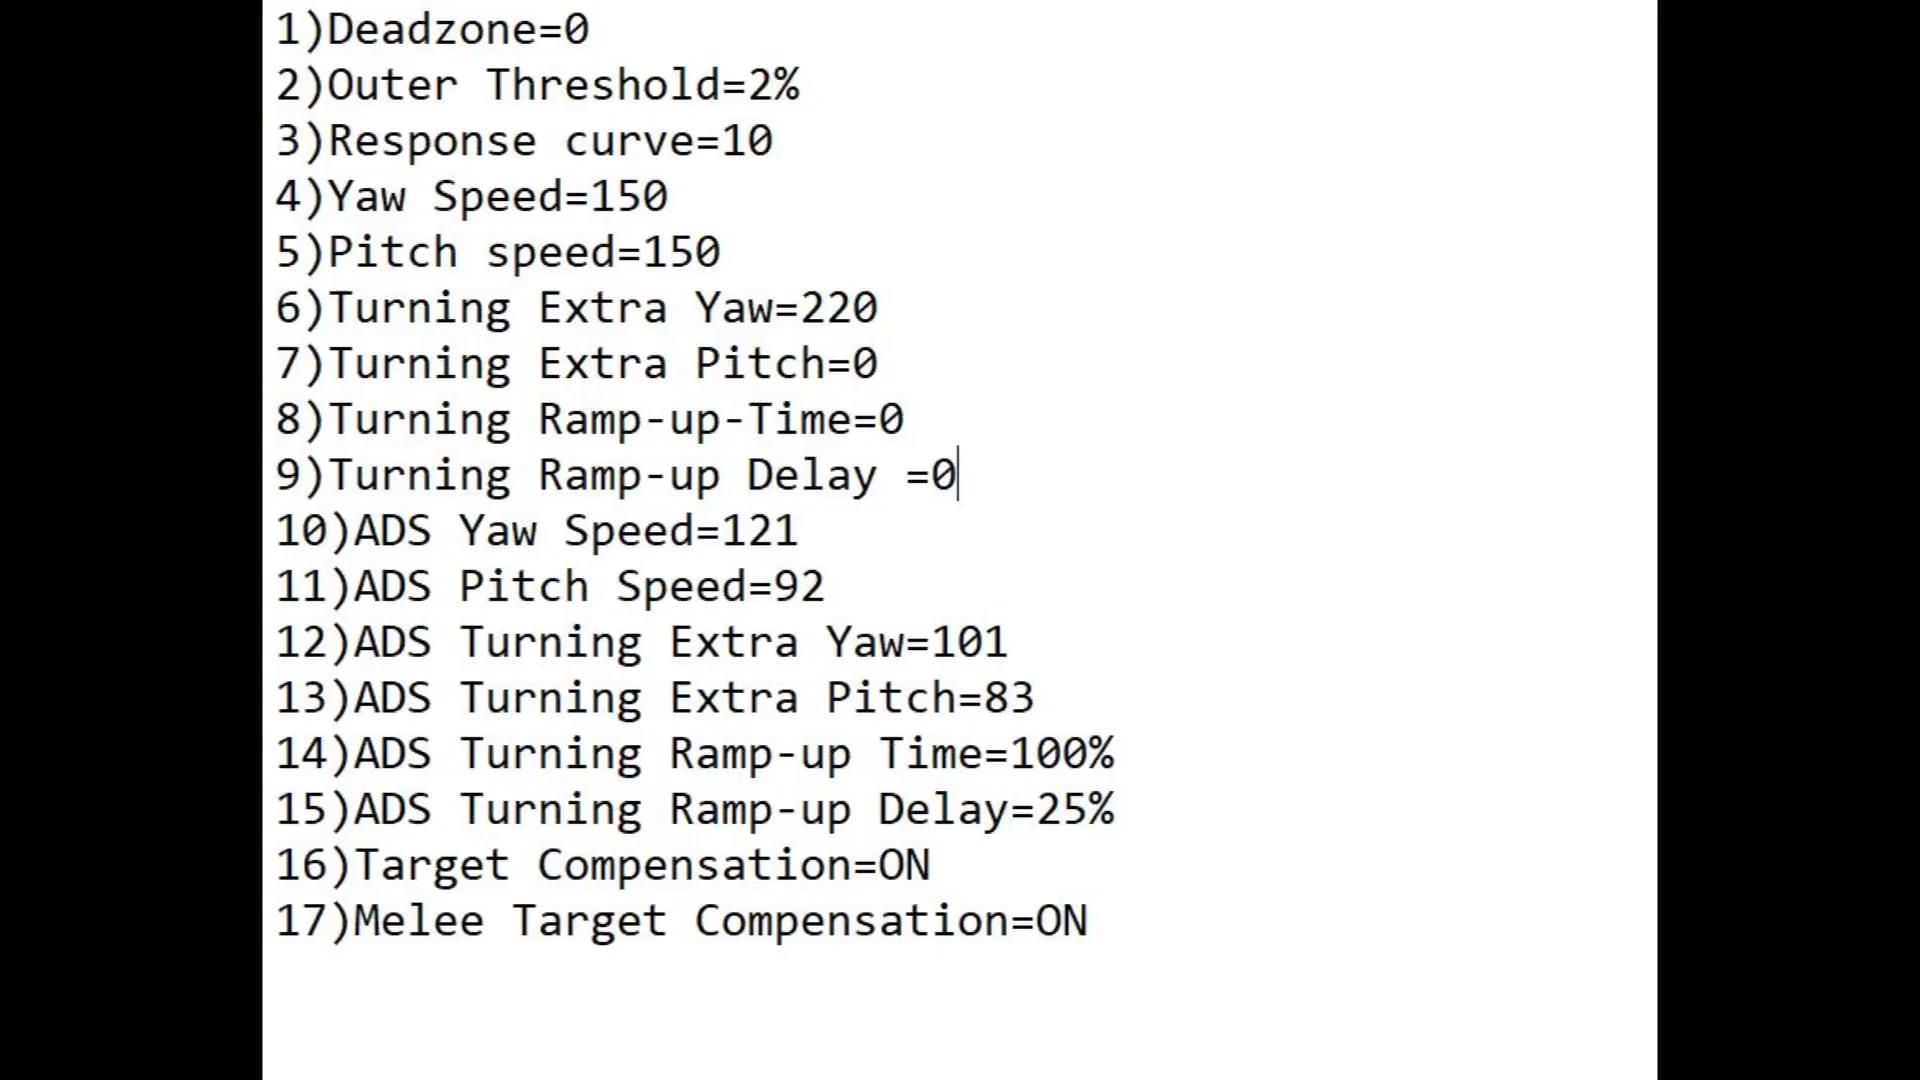 1)Deadzone=0
2)Outer Threshold=2%
3)Response curve=10
4)Yaw Speed=150
5)Pitch speed=150
6)Turning Extra Yaw=220
7)Turning Extra Pitch=0
8)Turning Ramp-up-Time=0
9)Turning Ramp-up Delay =0
10)ADS Yaw Speed=121
11)ADS Pitch Speed=92
12)ADS Turning Extra Yaw=101
13)ADS Turning Extra Pitch=83
14)ADS Turning Ramp-up Time=100%
15)ADS Turning Ramp-up Delay=25%
16)Target Compensation=ON
17)Melee Target Compensation=ON